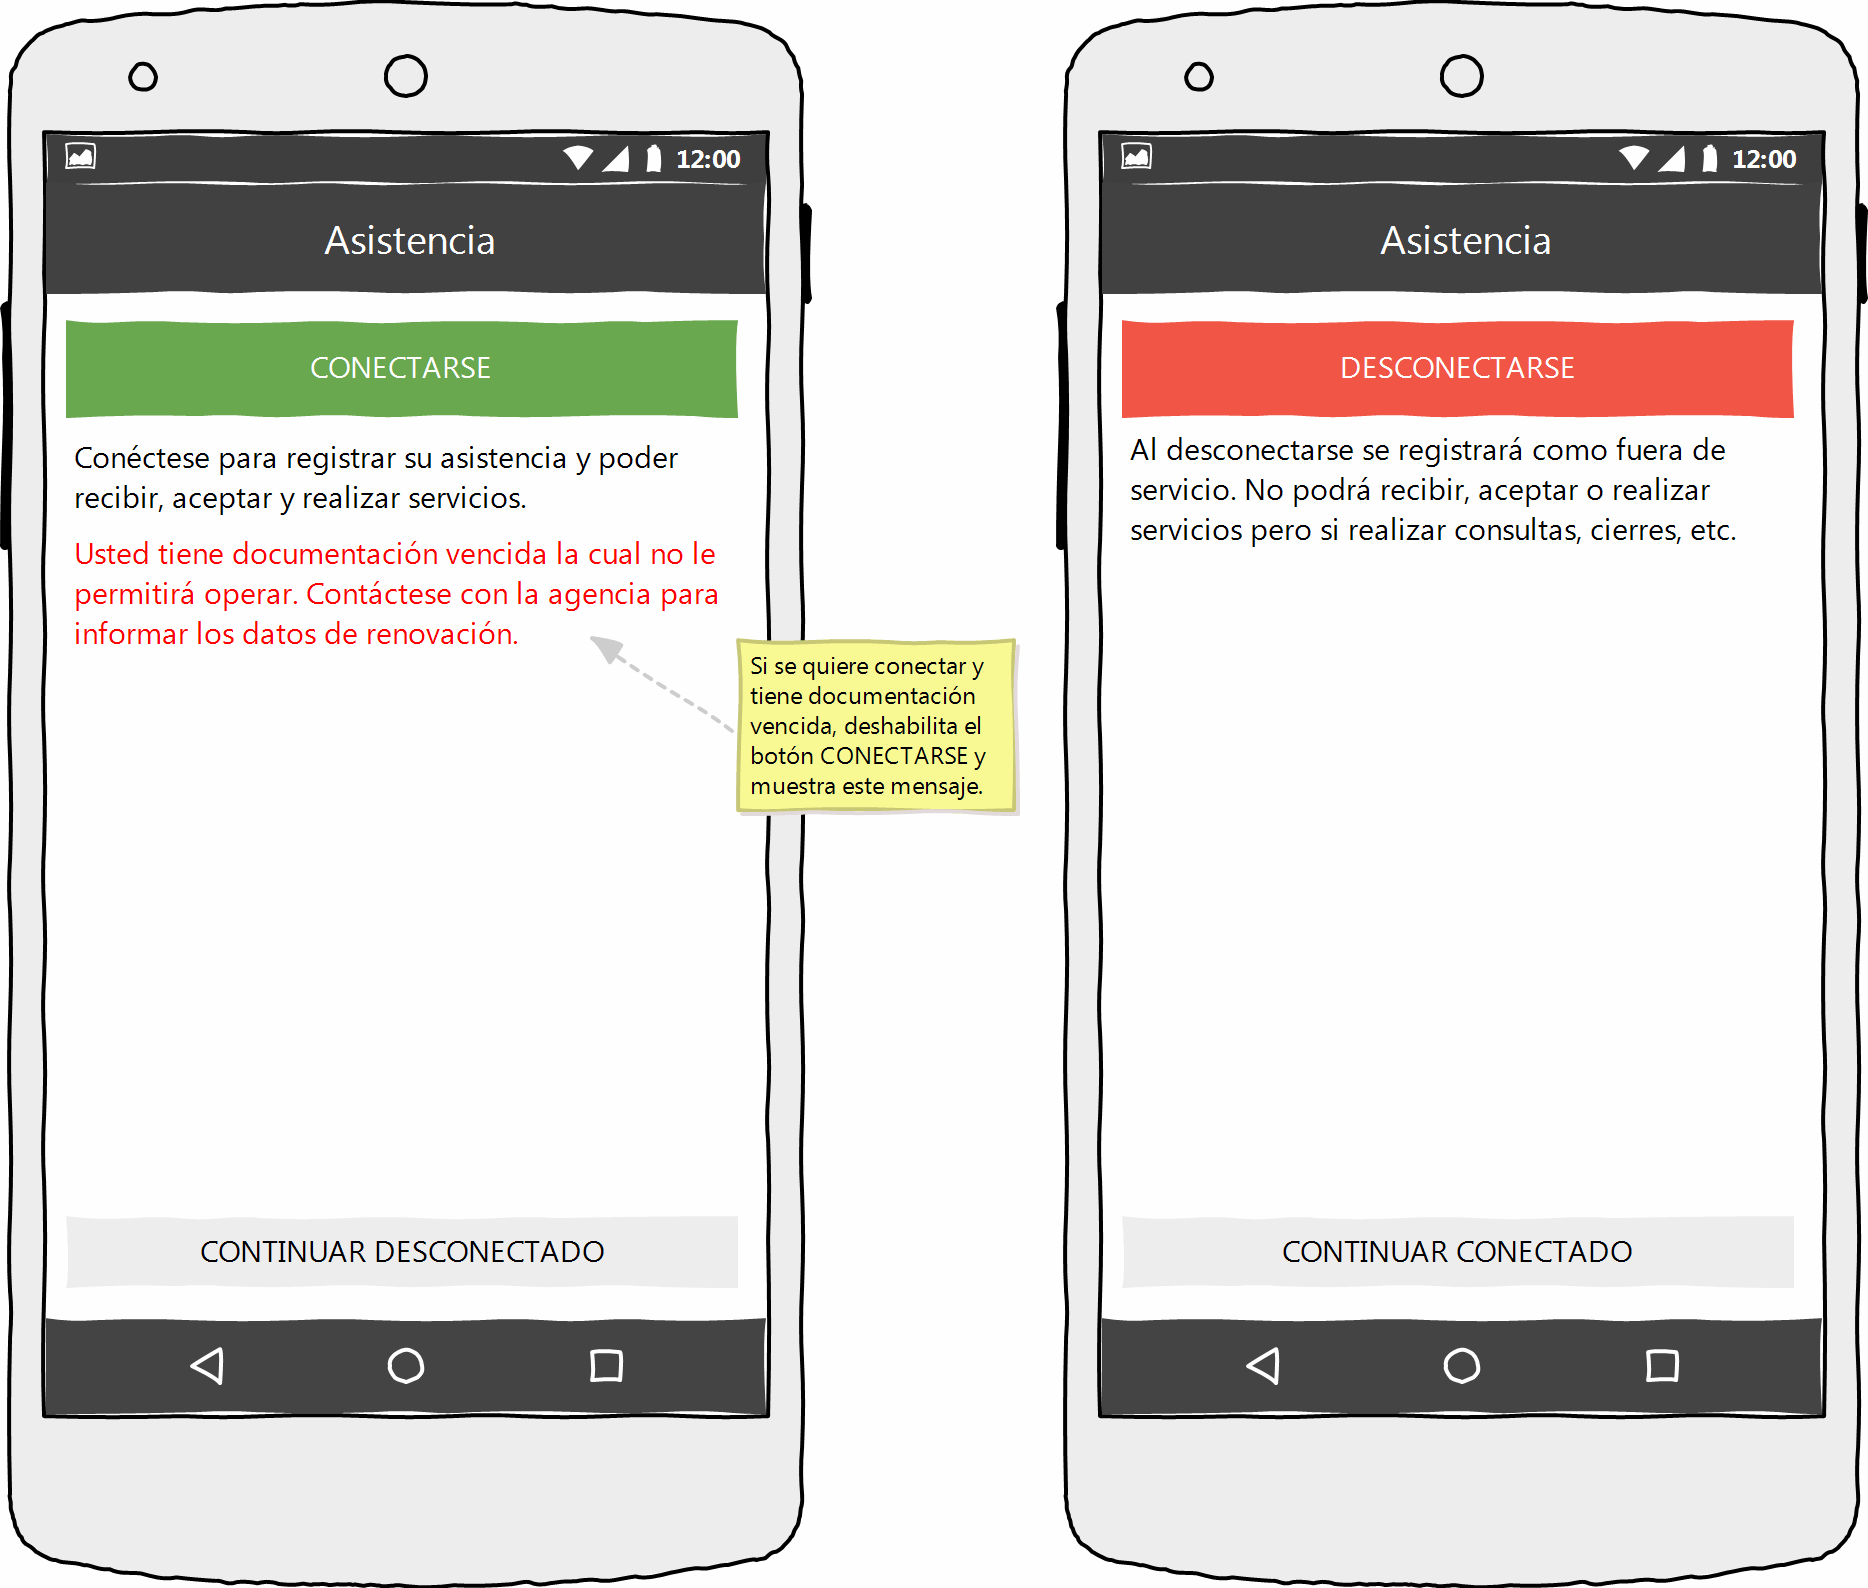 12:00
Asistencia
CONECTARSE
Conéctese para registrar su asistencia y poder
recibir, aceptar y realizar servicios.
Usted tiene documentación vencida la cual no le
permitirá operar. Contáctese con la agencia para
informar los datos de renovación.
Si se quiere conectar y
tiene documentación
vencida, deshabilita el
botón CONECTARSE y
muestra este mensaje.
CONTINUAR DESCONECTADO
12:00
Asistencia
DESCONECTARSE
Al desconectarse se registrará como fuera de
servicio. No podrá recibir, aceptar o realizar
servicios pero si realizar consultas, cierres, etc.
CONTINUAR CONECTADO